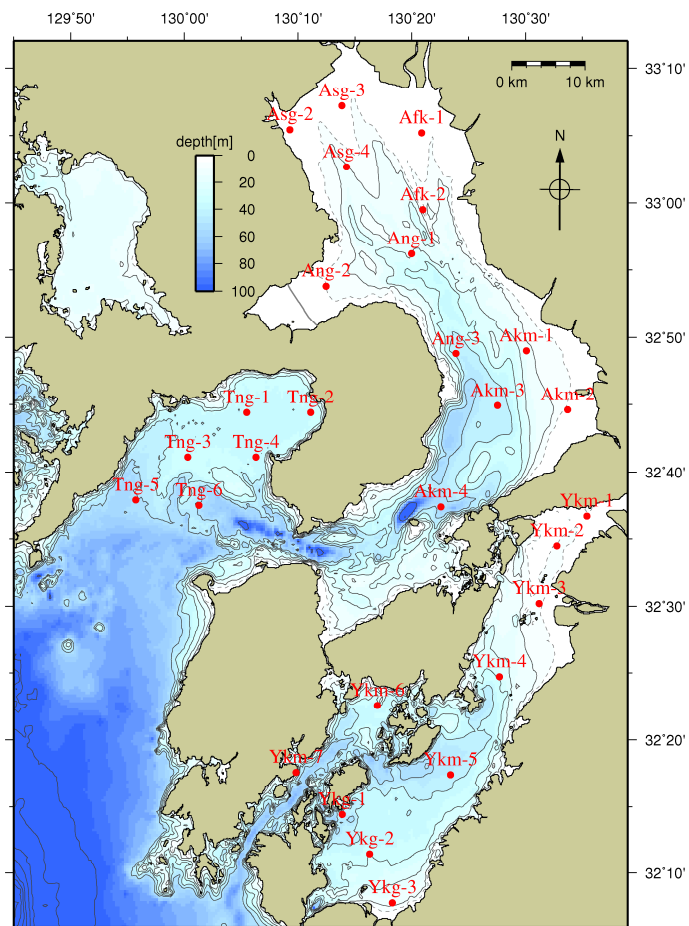 129˚50' 130˚00' 130˚10' 130˚20' 130˚30'
33˚10'
0 km 10 km
Asg-3
Asg-2
Afk-1
N
depth[m]
0
20
40
60
80
100
Asg-4
Afk-2
33˚00'
Ang-1
Ang-2
32˚50'
Akm-1
Ang-3
Akm-3
Akm-2
Tng-1
Tng-2
Tng-3
Tng-4
32˚40'
Tng-5
Tng-6
Akm-4
Ykm-1
Ykm-2
32˚30'
Ykm-3
Ykm-4
Ykm-6
32˚20'
Ykm-7
Ykm-5
Ykg-1
Ykg-2
32˚10'
Ykg-3